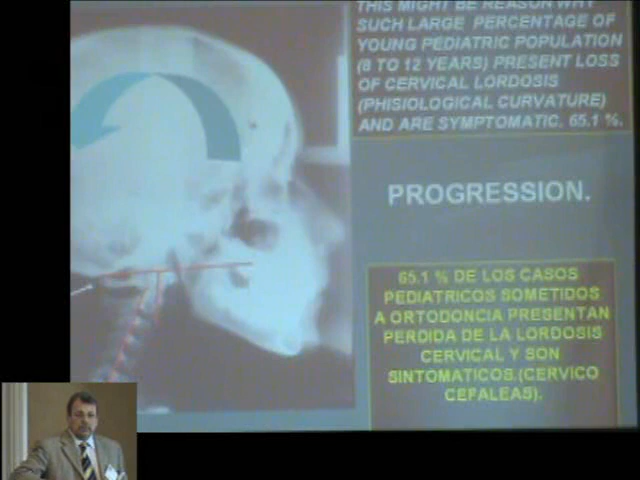 THIS MIGHT BE REASON WHY
SUCH LARGE PERCENTAGE OF
YOUNG PEDIATRIC POPULATION
(8 TO 12 YEARS) PRESENT LOSS
OF CERVICAL LORDOSIS
(PHISIOLOGICAL CURVATURE)
AND ARE SYMPTOMATIC. 65.1 %.
PROGRESSION.
65.1 % DE LOS CASOS
PEDIATRICOS SOMETIDOS
A ORTODONCIA PRESENTAN
PERDIDA DE LA LORDOSIS
CERVICAL Y SON
SINTOMATICOS.(CERVICO
CEFALEAS).